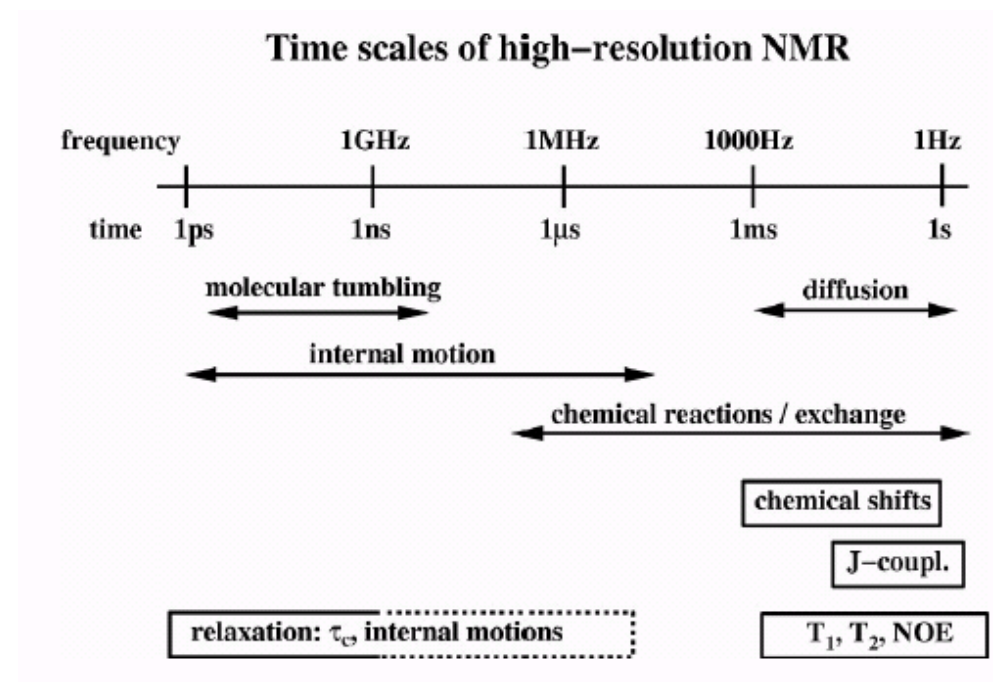 Time scales of high−resolution NMR
frequency 1GHz 1MHz 1000Hz 1Hz
time 1ps 1ns 1μs 1ms 1s
molecular tumbling diffusion
internal motion
chemical reactions / exchange
chemical shifts
J−coupl.
relaxation: τc, internal motions T1, T2, NOE